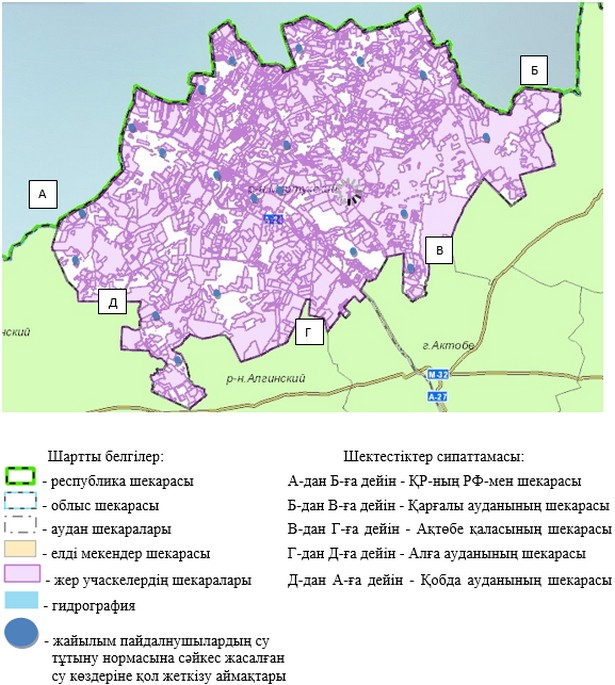 Б
А
В
Д
Г
нский
г.Актобе
р-н.Алгинский
М-32
А-27
Шартты белгілер:
- республика шекарасы
- облыс шекарасы
- аудан шекаралары
- елді мекендер шекарасы
- жер учаскелердің шекаралары
- гидрография
- жайылым пайдалнушылардың су
тұтыну нормасына сәйкес жасалған
су көздеріне қол жеткізу аймақтары
Шектестіктер сипаттамасы:
А-дан Б-ға дейін - ҚР-ның РФ-мен шекарасы
Б-дан В-ға дейін - Қарғалы ауданының шекарасы
В-дан Г-ға дейін - Ақтөбе қаласының шекарасы
Г-дан Д-ға дейін - Алға ауданының шекарасы
Д-дан А-ға дейін - Қобда ауданының шекарасы